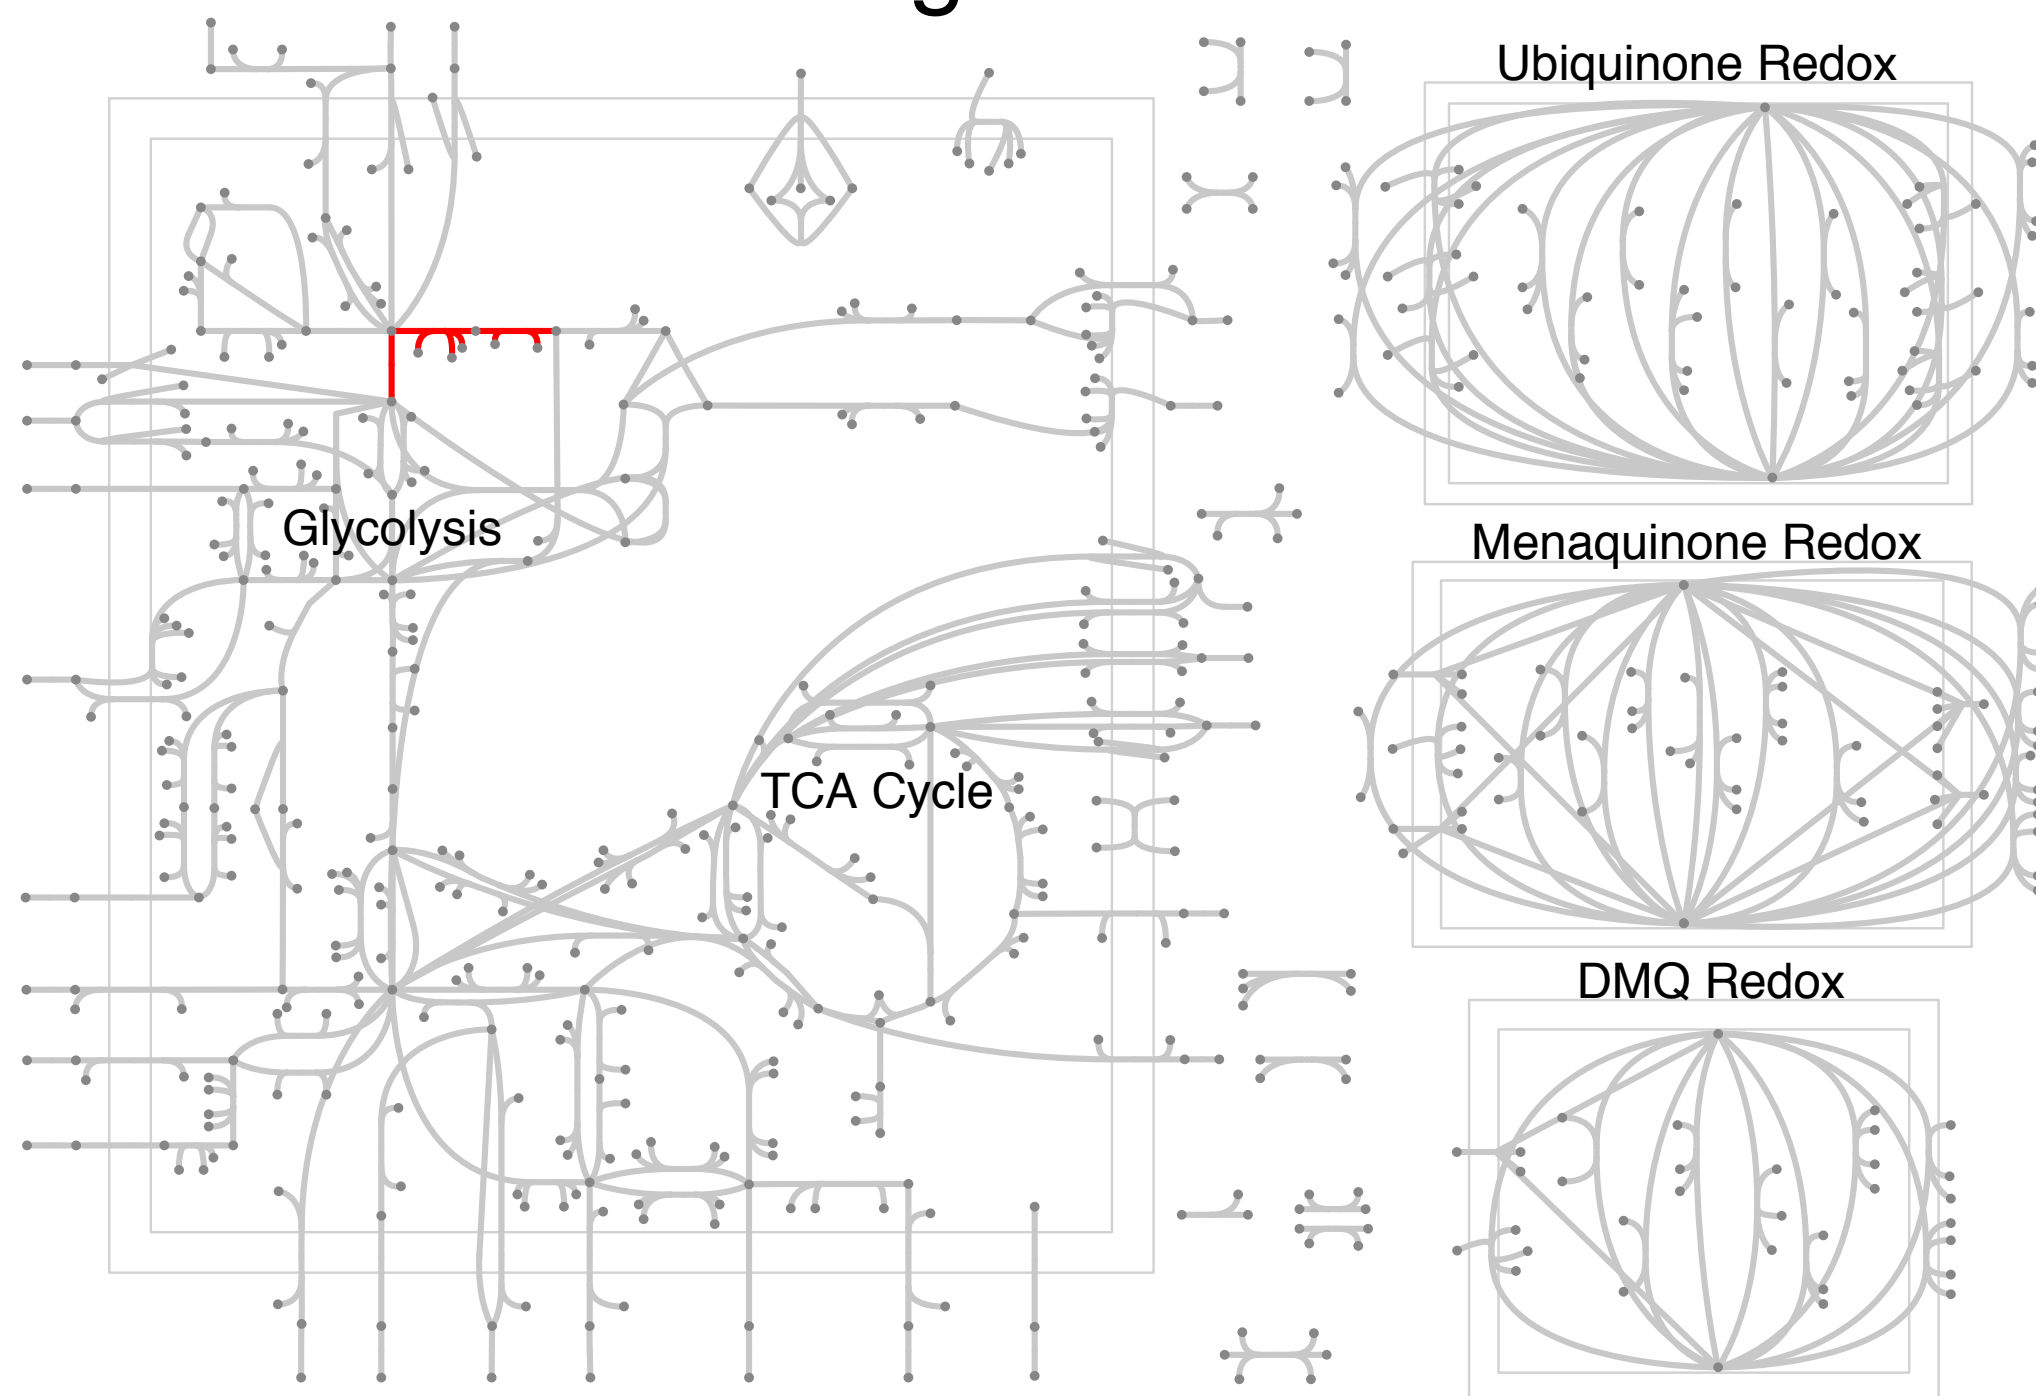 Ubiquinone Redox
Glycolysis
Menaquinone Redox
TCA Cycle
DMQ Redox